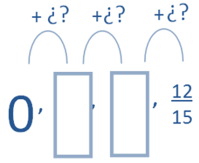 +¿? +¿? +¿?
0, , , 12/15